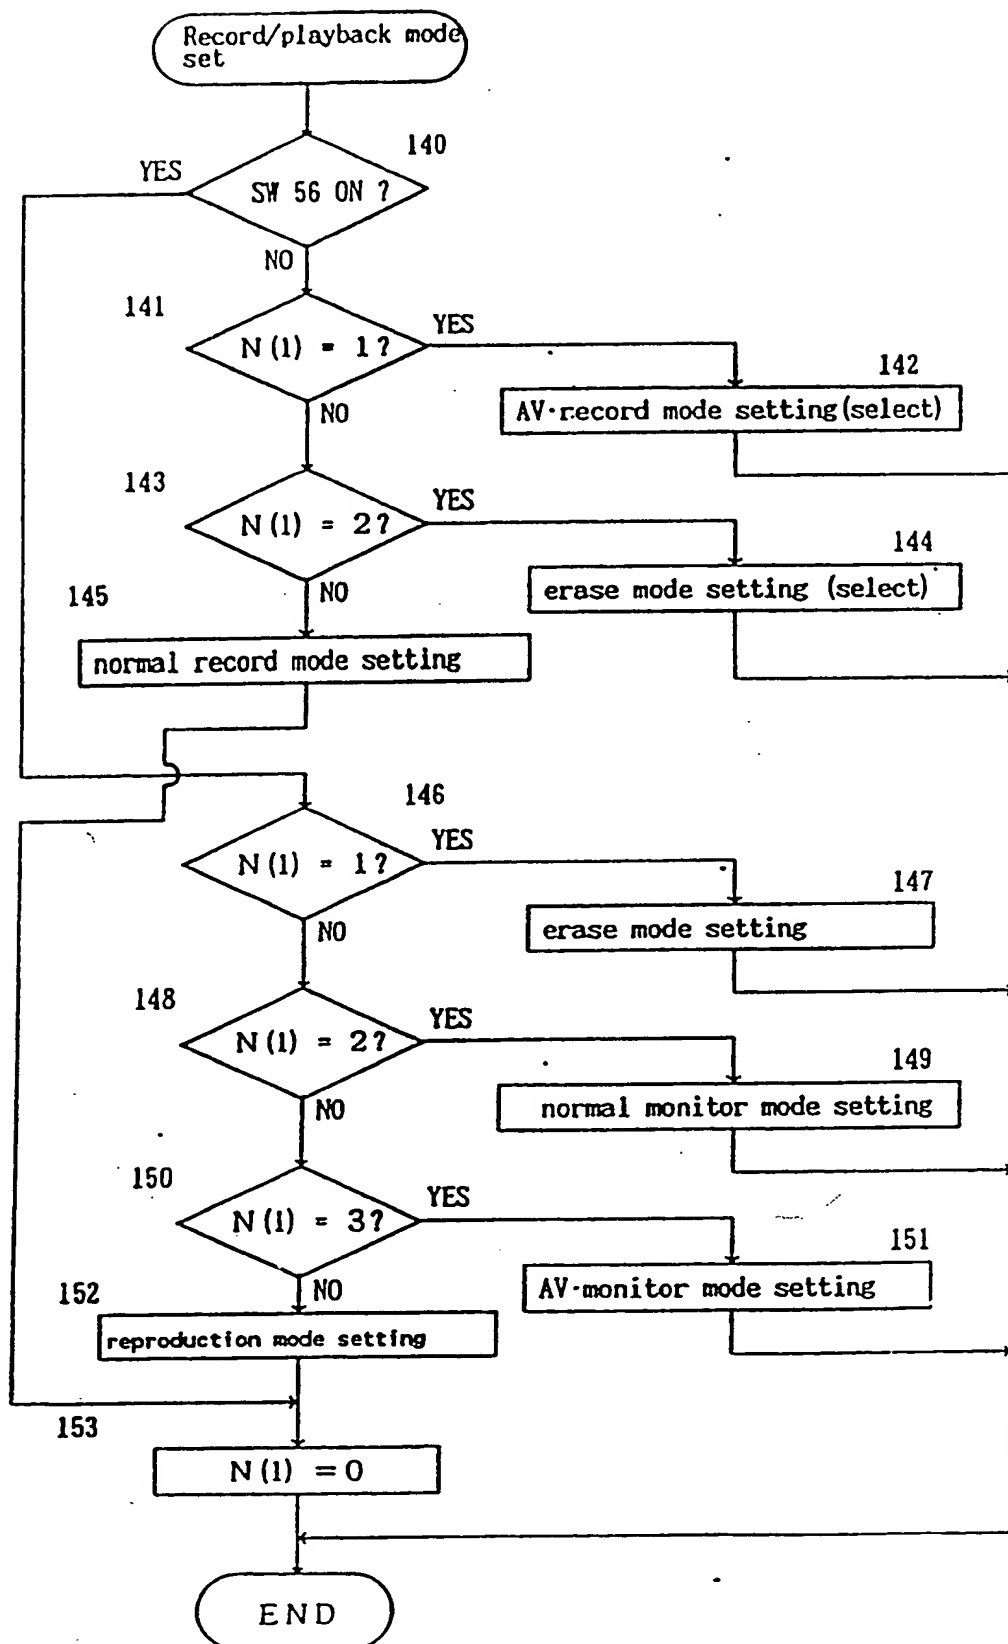 Record/playback mode
set
140
YES
SW 56 ON ?
NO
141
N(1) = 1?
YES
142
AV·record mode setting(select)
NO
143
N(1) = 2?
YES
144
erase mode setting (select)
NO
145
normal record mode setting
146
N(1) = 1?
YES
147
erase mode setting
NO
148
N(1) = 2?
YES
149
normal monitor mode setting
NO
150
N(1) = 3?
YES
151
AV·monitor mode setting
NO
152
reproduction mode setting
153
N(1) = 0
END